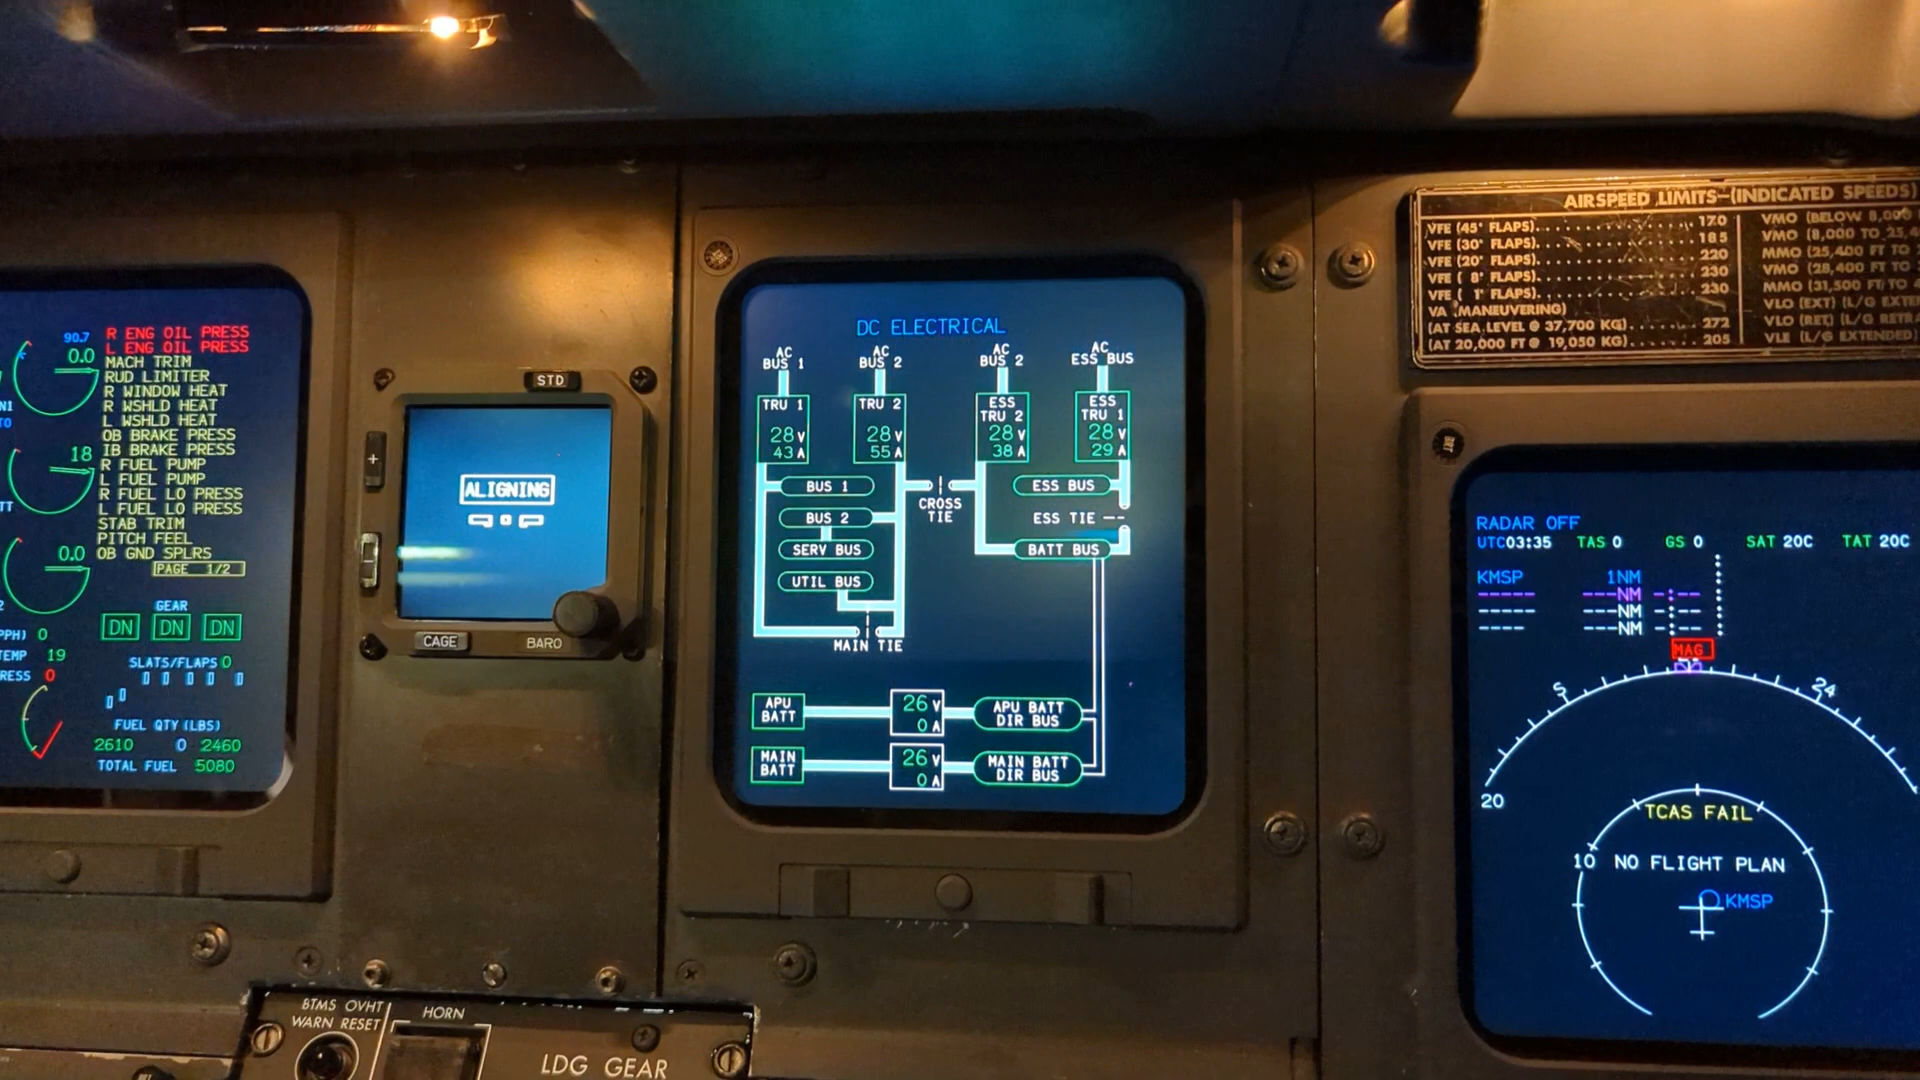 90.7
0.0
N1
TO
18
TT
0.0
2
R ENG OIL PRESS
L ENG OIL PRESS
MACH TRIM
RUD LIMITER
R WINDOW HEAT
R WSHLD HEAT
L WSHLD HEAT
OB BRAKE PRESS
IB BRAKE PRESS
R FUEL PUMP
L FUEL PUMP
R FUEL LO PRESS
L FUEL LO PRESS
STAB TRIM
PITCH FEEL
OB GND SPLRS
PAGE 1/2
GEAR
DN DN DN
PPH) 0
TEMP 19
RESS 0
SLATS/FLAPS 0
FUEL QTY (LBS)
2610 0 2460
TOTAL FUEL 5080
STD
+
ALIGNING
CAGE
BARO
DC ELECTRICAL
AC BUS 1
AC BUS 2
AC BUS 2
AC ESS BUS
TRU 1
28 V
43 A
TRU 2
28 V
55 A
ESS
TRU 2
28 V
38 A
ESS
TRU 1
28 V
29 A
BUS 1
BUS 2
SERV BUS
UTIL BUS
MAIN TIE
CROSS
TIE
ESS BUS
ESS TIE
BATT BUS
APU
BATT
26 V
0 A
APU BATT
DIR BUS
MAIN
BATT
26 V
0 A
MAIN BATT
DIR BUS
AIRSPEED LIMITS-(INDICATED SPEEDS)
VFE (45° FLAPS)..................170
VFE (30° FLAPS)..................185
VFE (20° FLAPS)..................220
VFE ( 8° FLAPS)..................230
VFE ( 1° FLAPS)..................230
VA (MANEUVERING)
(AT SEA LEVEL @ 37,700 KG)......272
(AT 20,000 FT @ 19,050 KG)......205
VMO (BELOW 8,000
VMO (8,000 TO 25,4
MMO (25,400 FT TO
VMO (28,400 FT TO
MMO (31,500 FT TO 4
VLO (EXT) (L/G EXTE
VLO (RET) (L/G RETRA
VLE (L/G EXTENDED)
RADAR OFF
UTC03:35 TAS 0 GS 0 SAT 20C TAT 20C
KMSP 1NM
-----  ---NM  -:--
-----  ---NM  -:--
----  ---NM  -:--
MAG
S
24
20
TCAS FAIL
10 NO FLIGHT PLAN
KMSP
BTMS OVHT
WARN RESET
HORN
LDG GEAR